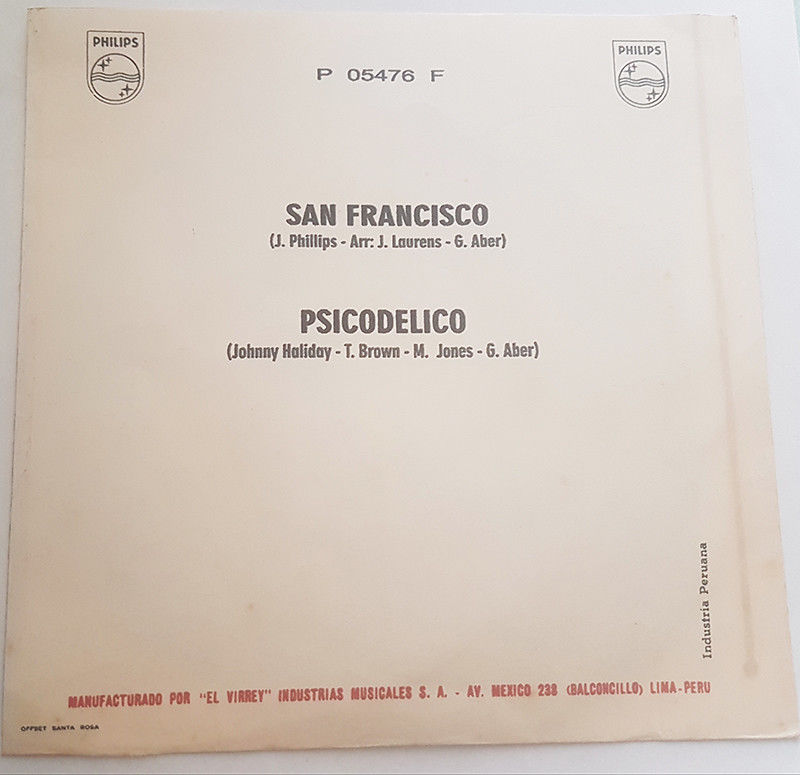 PHILIPS
P 05476 F
PHILIPS
SAN FRANCISCO
(J. Phillips - Arr: J. Laurens - G. Aber)
PSICODELICO
(Johnny Haliday - T. Brown - M. Jones - G. Aber)
Industria Peruana
MANUFACTURADO POR "EL VIRREY" INDUSTRIAS MUSICALES S. A. - AV. MEXICO 238 (BALCONCILLO) LIMA-PERU
OFFSET SANTA ROSA